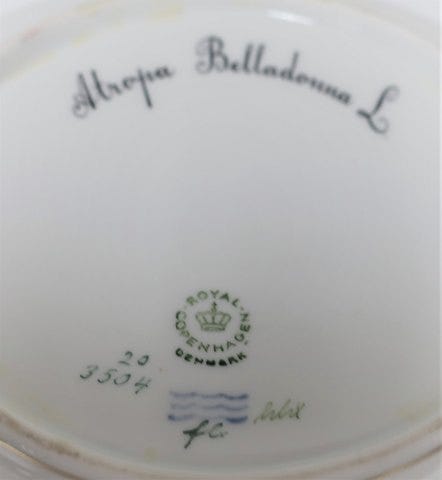 Atropa Belladonna L
ROYAL
COPENHAGEN
DENMARK
20
3504